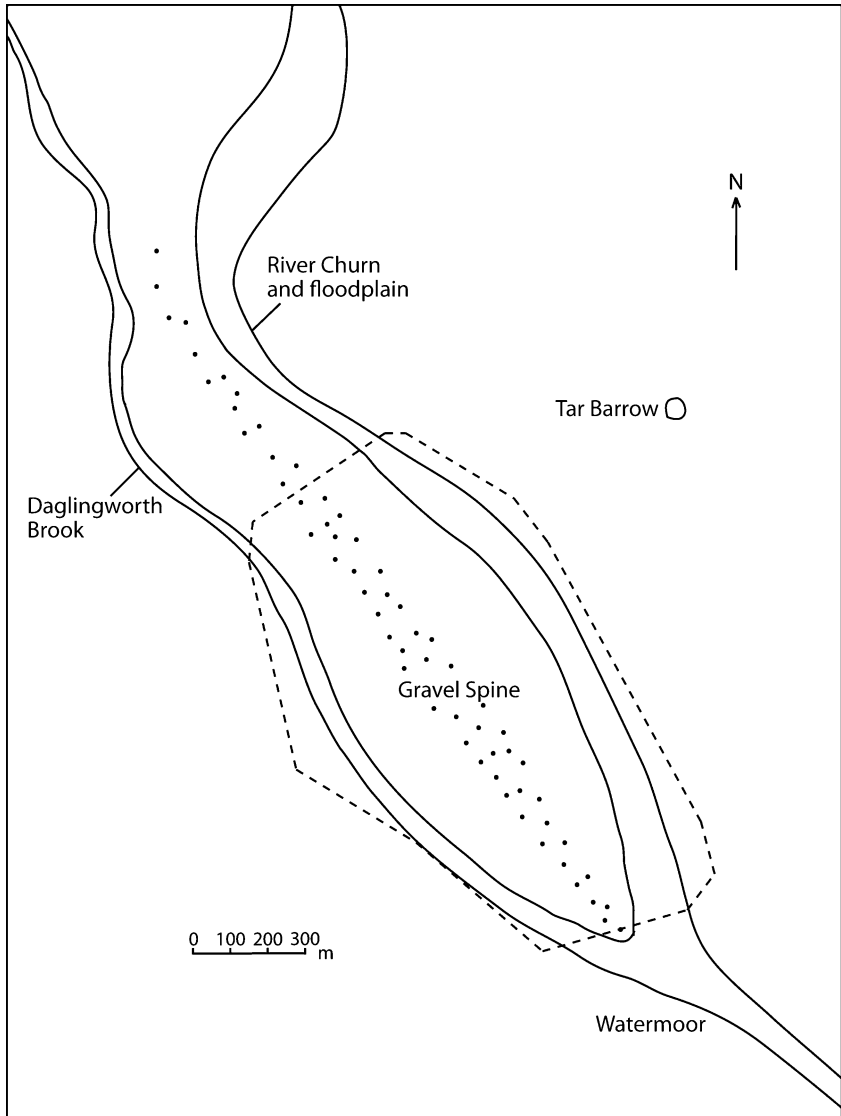 N
River Churn
and floodplain
Tar Barrow
Daglingworth
Brook
Gravel Spine
0 100 200 300
m
Watermoor